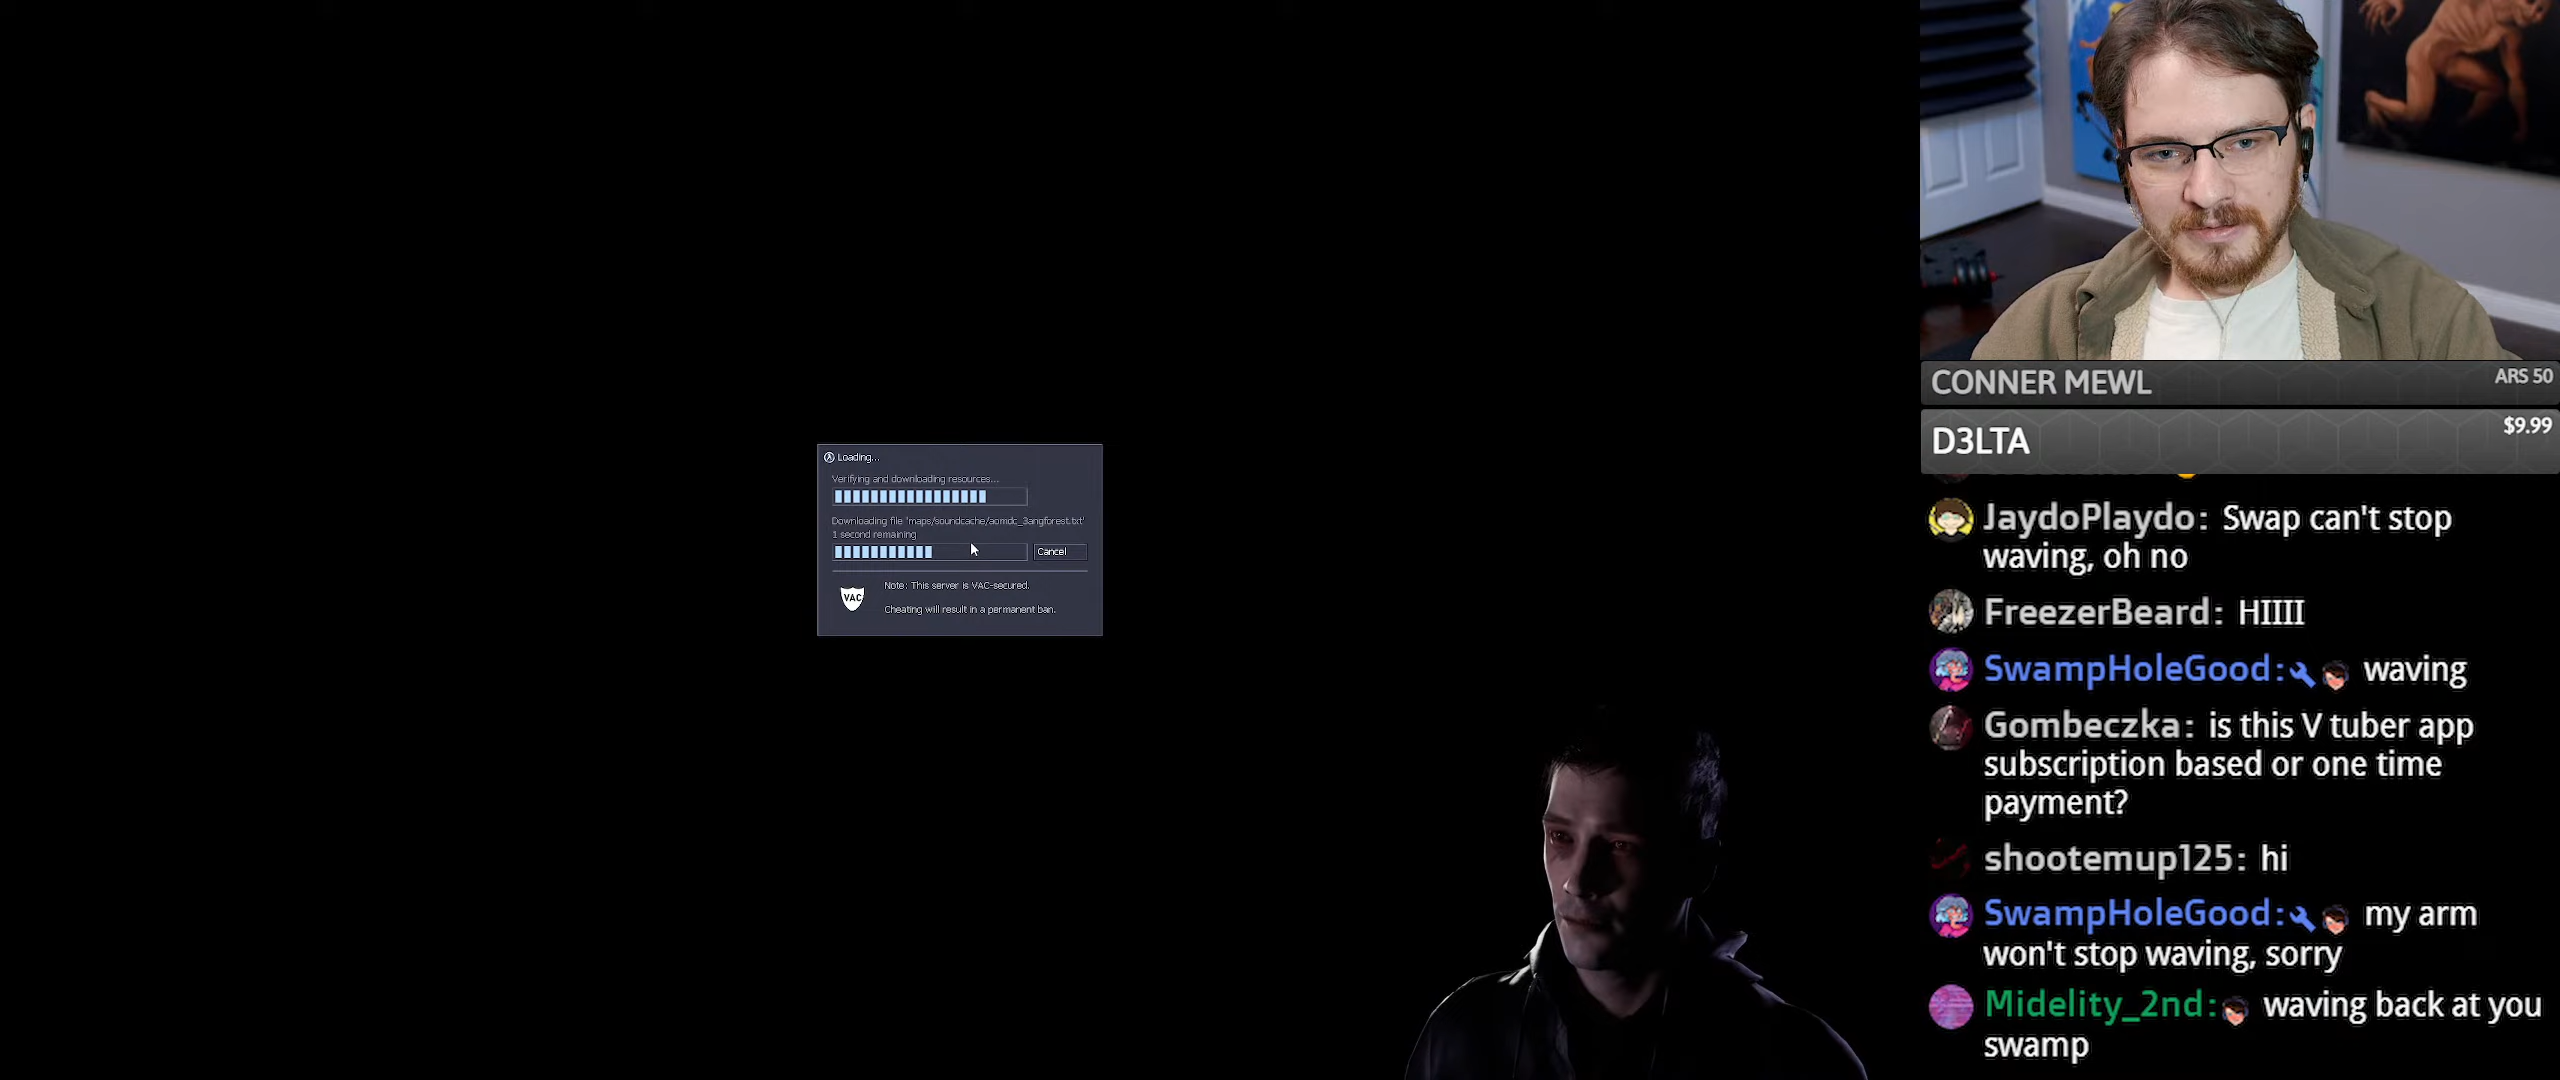 Loading...
Verifying and downloading resources...
Downloading file 'maps/soundcache/aomdc_3angforest.txt'
1 second remaining
Cancel
VAC
Note: This server is VAC-secured.
Cheating will result in a permanent ban.
CONNER MEWL
ARS 50
D3LTA
$9.99
JaydoPlaydo: Swap can't stop
waving, oh no
FreezerBeard: HIIII
SwampHoleGood: waving
Gombeczka: is this V tuber app
subscription based or one time
payment?
shootemup125: hi
SwampHoleGood: my arm
won't stop waving, sorry
Midelity_2nd: waving back at you
swamp